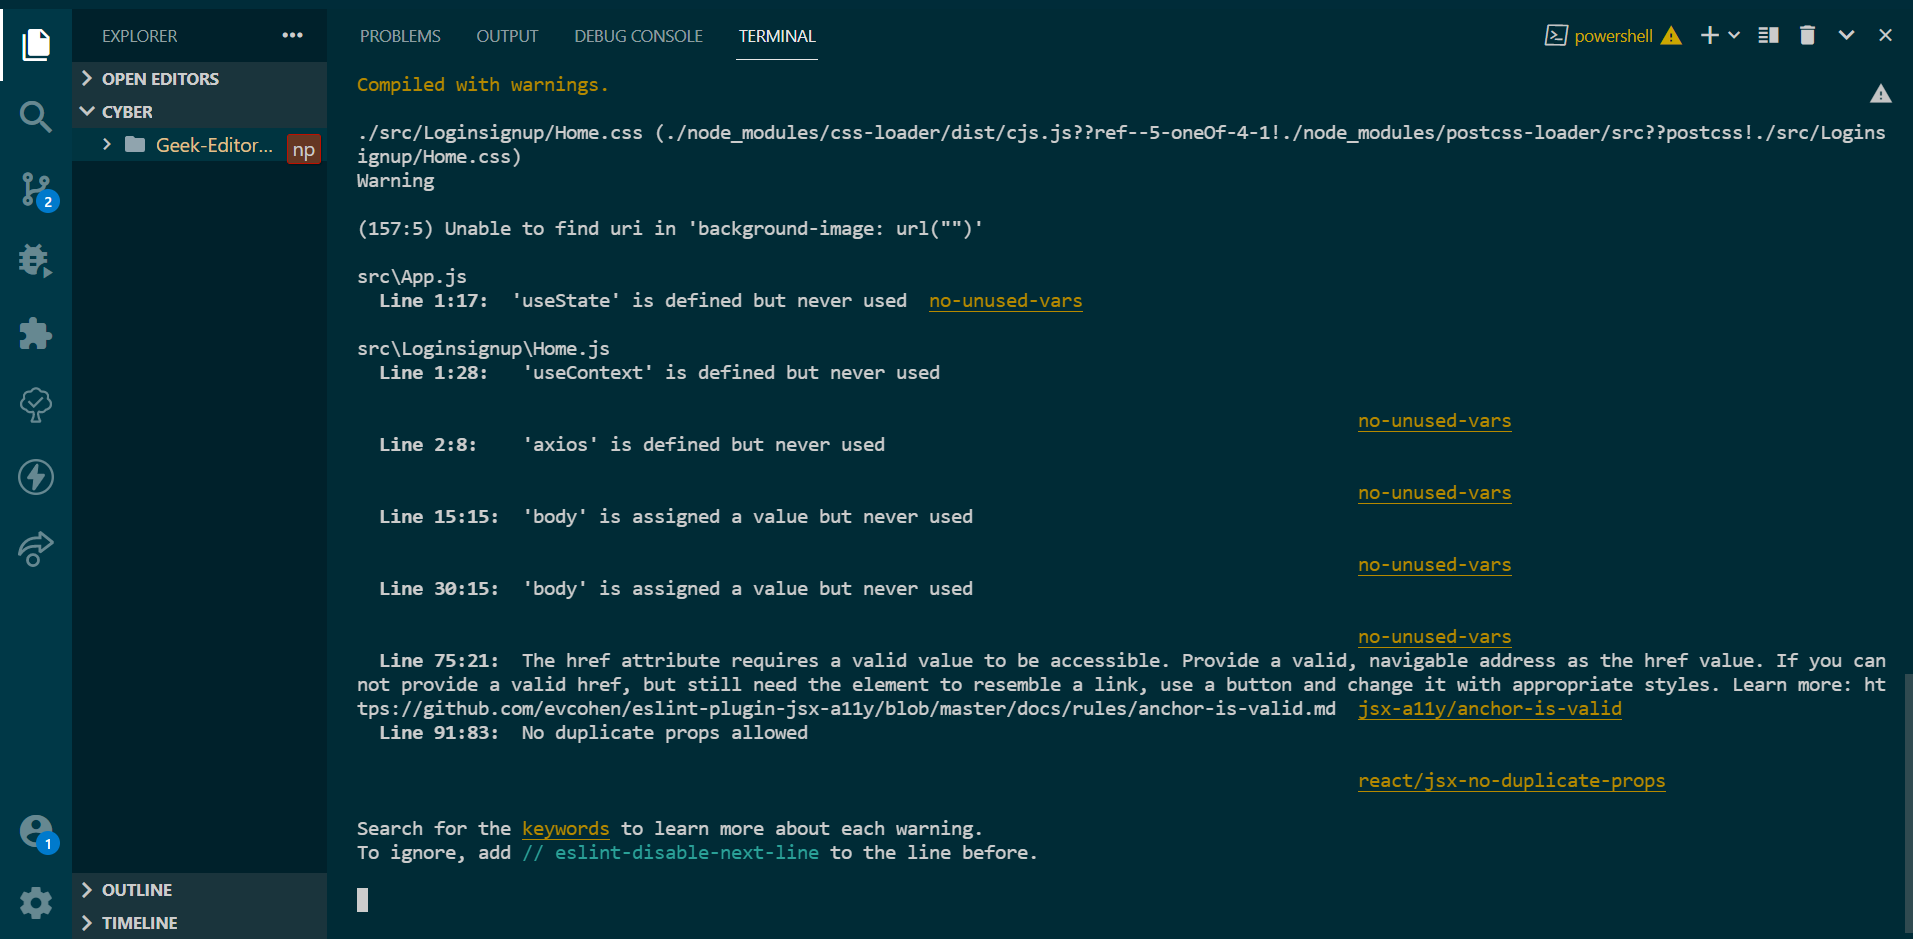 EXPLORER
OPEN EDITORS
CYBER
Geek-Editor... np
2
1
OUTLINE
TIMELINE
PROBLEMS OUTPUT DEBUG CONSOLE TERMINAL powershell
Compiled with warnings.
./src/Loginsignup/Home.css (./node_modules/css-loader/dist/cjs.js??ref--5-oneOf-4-1!./node_modules/postcss-loader/src??postcss!./src/Logins
ignup/Home.css)
Warning
(157:5) Unable to find uri in 'background-image: url("")'
src\App.js
Line 1:17: 'useState' is defined but never used no-unused-vars
src\Loginsignup\Home.js
Line 1:28: 'useContext' is defined but never used
no-unused-vars
Line 2:8: 'axios' is defined but never used
no-unused-vars
Line 15:15: 'body' is assigned a value but never used
no-unused-vars
Line 30:15: 'body' is assigned a value but never used
no-unused-vars
Line 75:21: The href attribute requires a valid value to be accessible. Provide a valid, navigable address as the href value. If you can
not provide a valid href, but still need the element to resemble a link, use a button and change it with appropriate styles. Learn more: ht
tps://github.com/evcohen/eslint-plugin-jsx-a11y/blob/master/docs/rules/anchor-is-valid.md jsx-a11y/anchor-is-valid
Line 91:83: No duplicate props allowed
react/jsx-no-duplicate-props
Search for the keywords to learn more about each warning.
To ignore, add // eslint-disable-next-line to the line before.